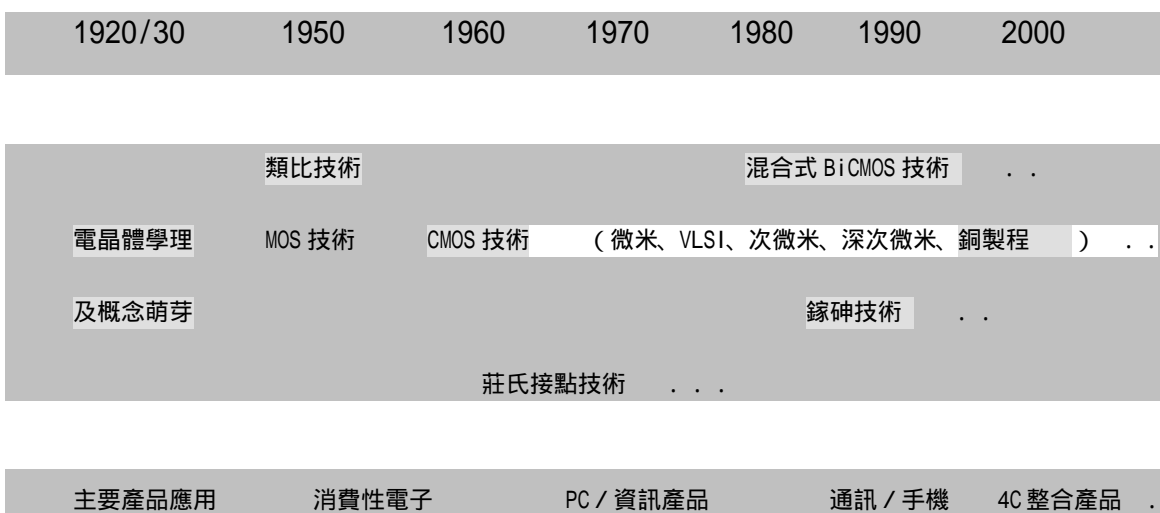 1920/30 1950 1960 1970 1980 1990 2000
類比技術 混合式 BiCMOS 技術 . .
電晶體學理 MOS 技術 CMOS 技術 (微米、VLSI、次微米、深次微米、銅製程 ) . .
及概念萌芽 鎵砷技術 . .
莊氏接點技術 . . .
主要產品應用 消費性電子 PC/資訊產品 通訊/手機 4C 整合產品 .